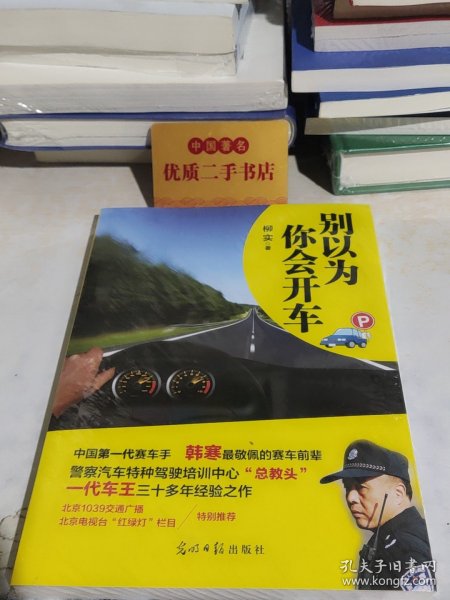 中国著名
优质二手书店
别以为
你会开车
柳实·著
P
中国第一代赛车手 韩寒最敬佩的赛车前辈
警察汽车特种驾驶培训中心“总教头”
一代车王三十多年经验之作
北京1039交通广播
北京电视台“红绿灯”栏目
特别推荐
光明日报出版社
孔夫子旧书网
www.kongfz.com